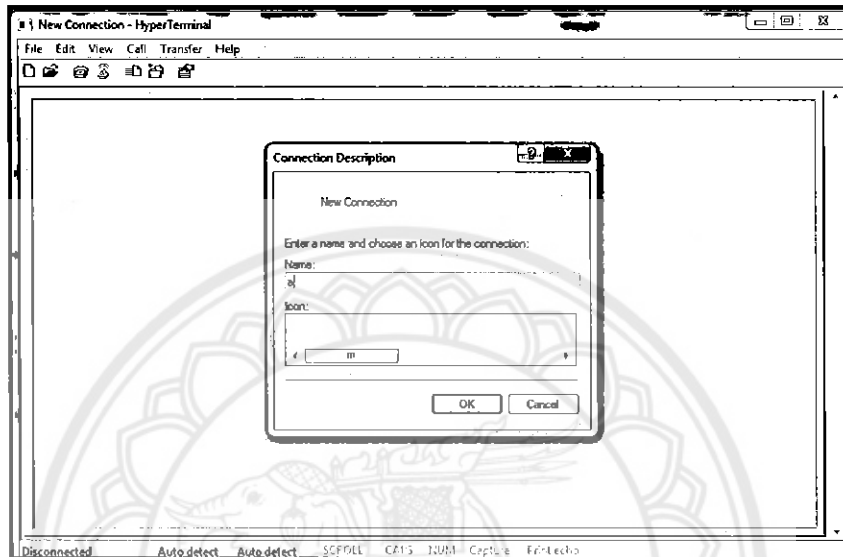 New Connection - HyperTerminal
File Edit View Call Transfer Help
Connection Description
New Connection
Enter a name and choose an icon for the connection:
Name:
a
Icon:
OK Cancel
Disconnected Auto detect Auto detect SCROLL CAPS NUM Capture Print echo